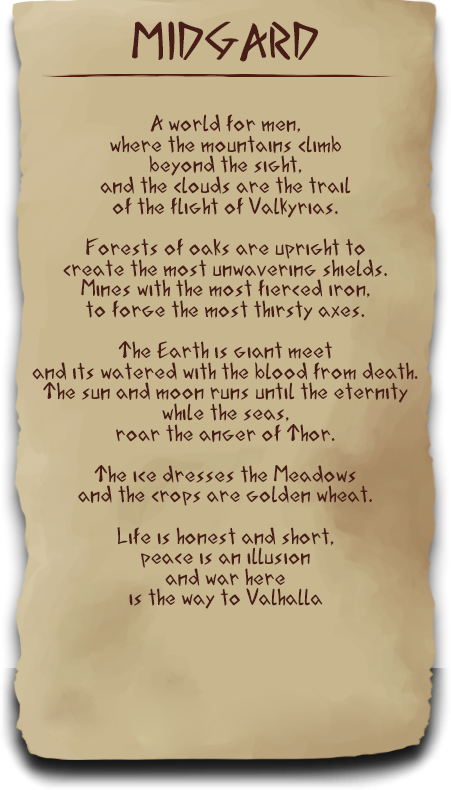 MIDGARD
A world for men,
where the mountains climb
beyond the sight,
and the clouds are the trail
of the flight of Valkyrias.
Forests of oaks are upright to
create the most unwavering shields.
Mines with the most fierced iron,
to forge the most thirsty axes.
The Earth is giant meet
and its watered with the blood from death.
The sun and moon runs until the eternity
while the seas,
roar the anger of Thor.
The ice dresses the Meadows
and the crops are golden wheat.
Life is honest and short,
peace is an illusion
and war here
is the way to Valhalla